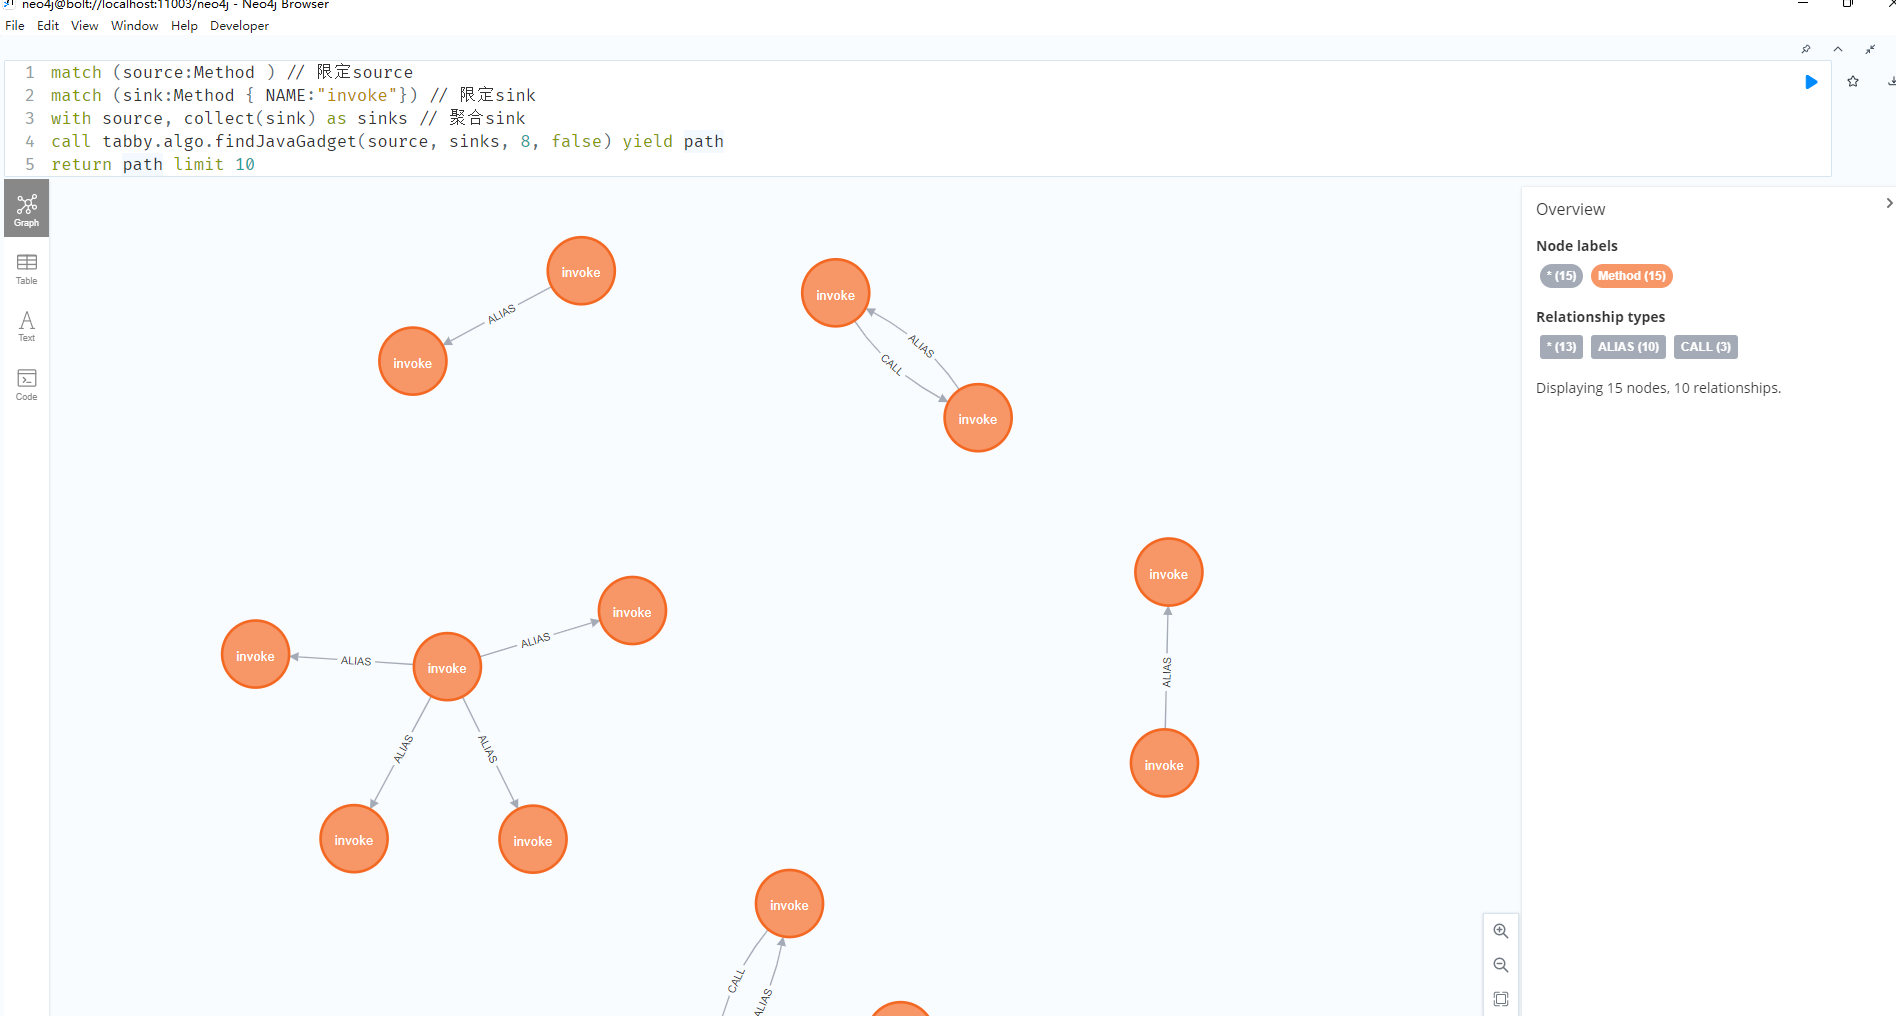 neo4j@bolt://localhost:11003/neo4j - Neo4j Browser
File Edit View Window Help Developer
1 match (source:Method ) // 限定source
2 match (sink:Method { NAME:"invoke"}) // 限定sink
3 with source, collect(sink) as sinks // 聚合sink
4 call tabby.algo.findJavaGadget(source, sinks, 8, false) yield path
5 return path limit 10
Graph
Table
Text
Code
invoke
ALIAS
invoke
invoke
ALIAS
CALL
invoke
invoke
ALIAS
invoke
invoke
ALIAS
invoke
ALIAS
invoke
ALIAS
ALIAS
invoke
invoke
invoke
CALL
ALIAS
Overview
Node labels
* (15) Method (15)
Relationship types
* (13) ALIAS (10) CALL (3)
Displaying 15 nodes, 10 relationships.